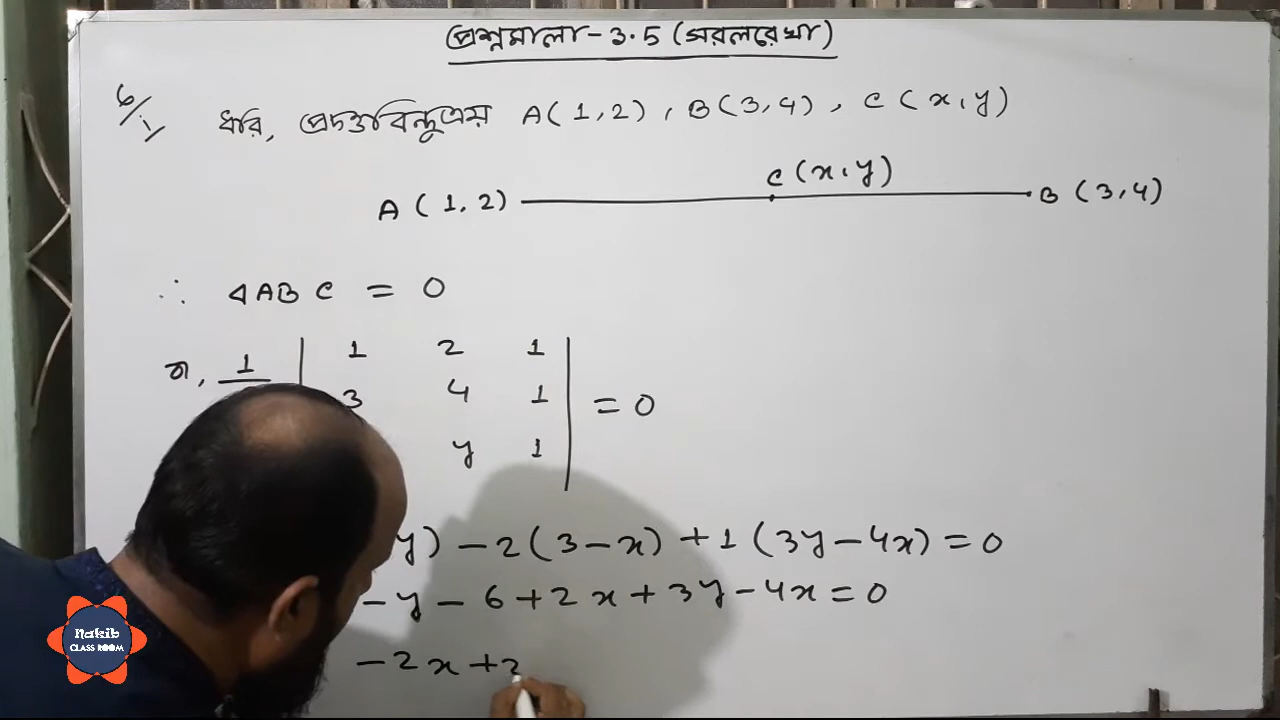 প্রশ্নমালা - 3.5 (সরলরেখা)
6/i/ ধরি, প্রদত্ত বিন্দুত্রয় A(1,2), B(3,4), C(x,y)
C(x,y)
A(1,2) B(3,4)
∴ ΔABC = 0
বা, 1 | 1 2 1
3 4 1 | = 0
y 1
y) - 2(3-x) + 1(3y-4x) = 0
- y - 6 + 2x + 3y - 4x = 0
- 2x + 2
Nakib
CLASS ROOM